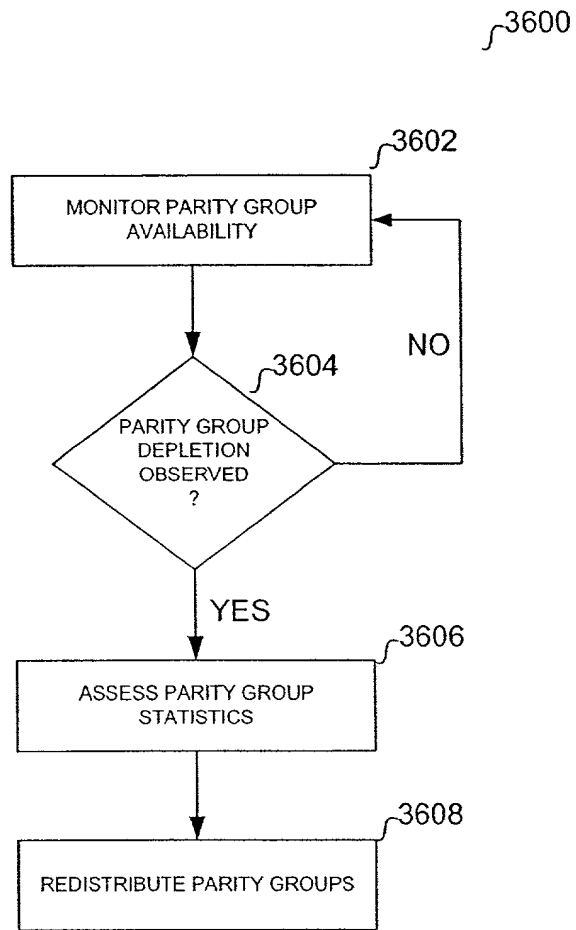 3600
3602
MONITOR PARITY GROUP
AVAILABILITY
NO
3604
PARITY GROUP
DEPLETION
OBSERVED
?
YES
3606
ASSESS PARITY GROUP
STATISTICS
3608
REDISTRIBUTE PARITY GROUPS